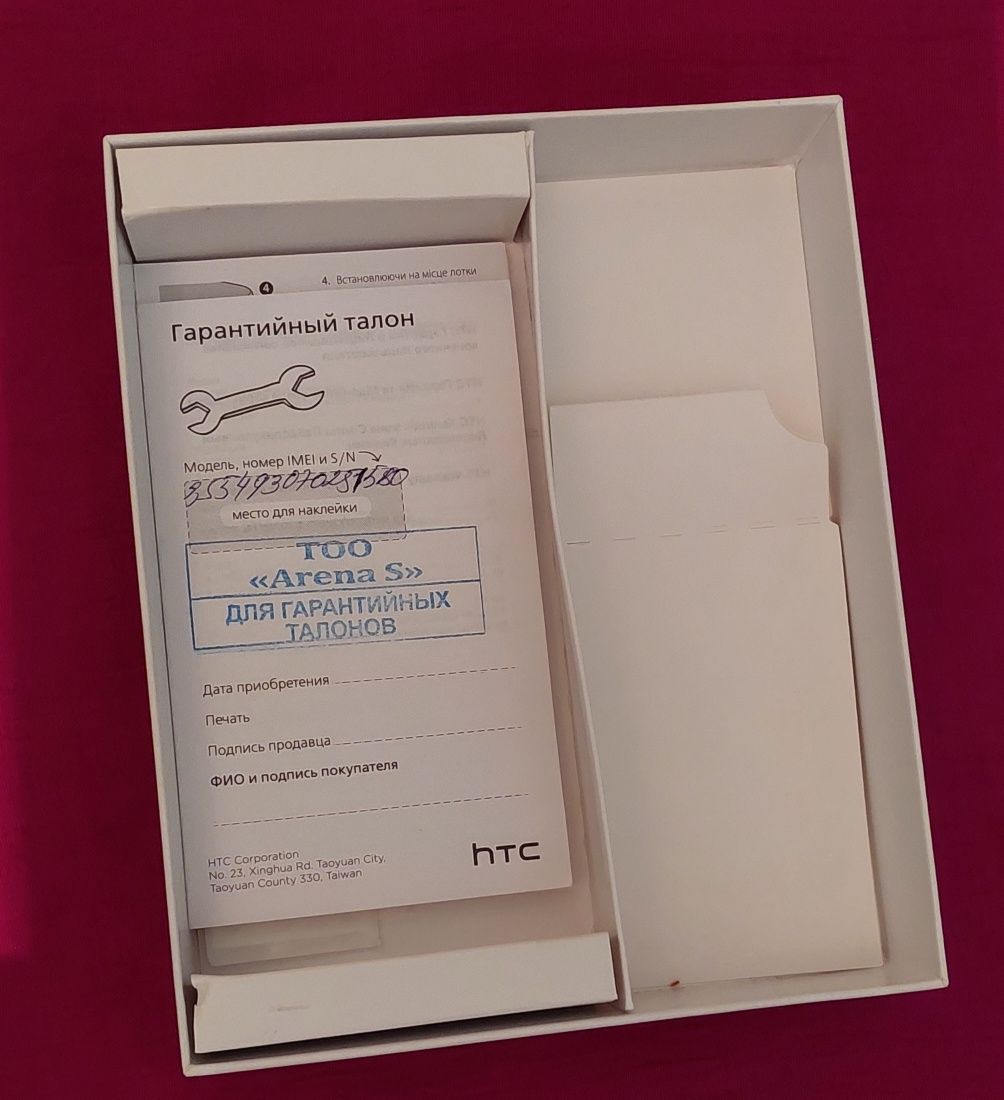 4
4. Встановлюючи на місце лотки
Гарантийный талон
Модель, номер IMEI и S/N
место для наклейки
ТОО
«Arena S»
ДЛЯ ГАРАНТИЙНЫХ
ТАЛОНОВ
Дата приобретения
Печать
Подпись продавца
ФИО и подпись покупателя
HTC Corporation
No. 23, Xinghua Rd. Taoyuan City,
Taoyuan County 330, Taiwan
hTC